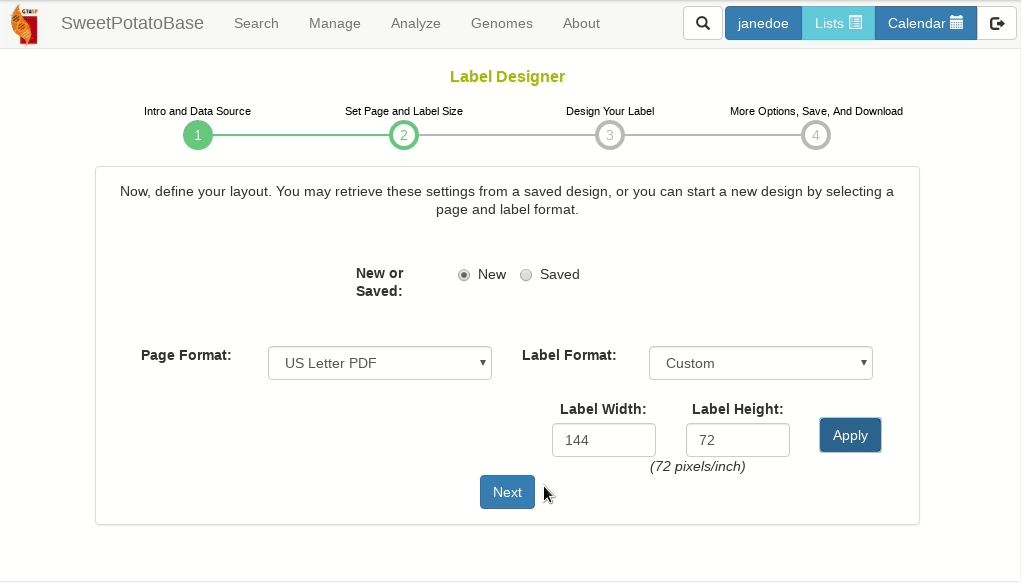 SweetPotatoBase Search Manage Analyze Genomes About janedoe Lists Calendar
Label Designer
Intro and Data Source Set Page and Label Size Design Your Label More Options, Save, And Download
1 2 3 4
Now, define your layout. You may retrieve these settings from a saved design, or you can start a new design by selecting a
page and label format.
New or
Saved:
New Saved
Page Format: US Letter PDF Label Format: Custom
Label Width: Label Height:
144 72 Apply
(72 pixels/inch)
Next